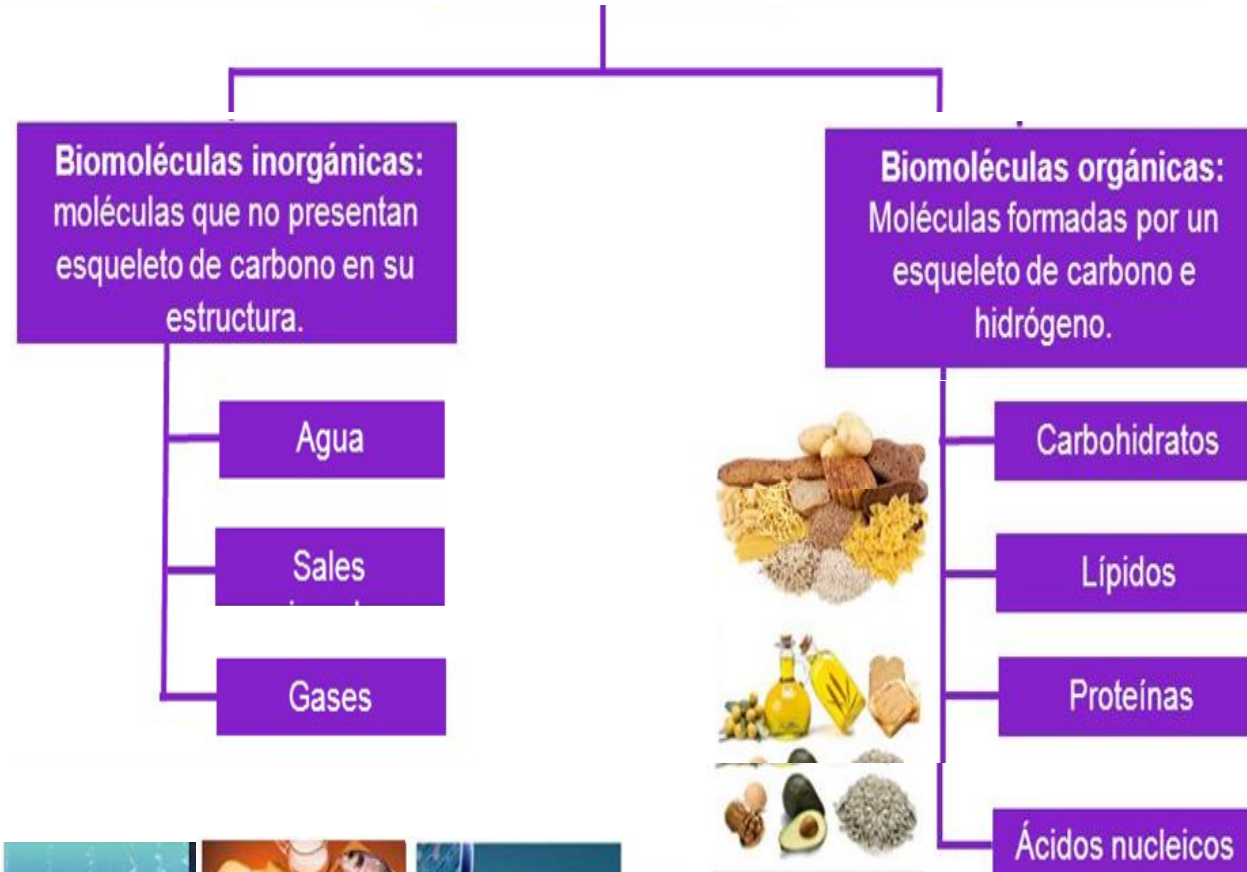 Biomoléculas inorgánicas:
moléculas que no presentan
esqueleto de carbono en su
estructura.
Agua
Sales
Gases
Biomoléculas orgánicas:
Moléculas formadas por un
esqueleto de carbono e
hidrógeno.
Carbohidratos
Lípidos
Proteínas
Ácidos nucleicos